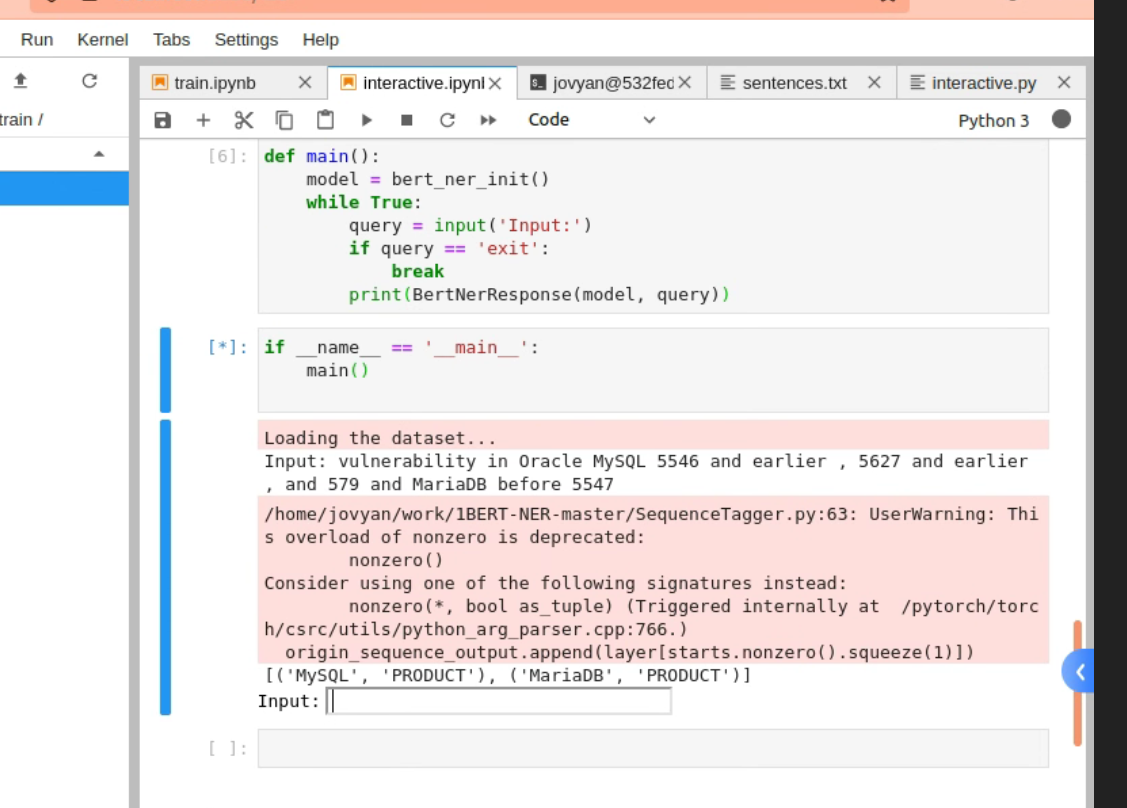 Run Kernel Tabs Settings Help
train.ipynb interactive.ipynl jovyan@532fec sentences.txt interactive.py
train /
Code Python 3
[6]: def main():
model = bert_ner_init()
while True:
query = input('Input:')
if query == 'exit':
break
print(BertNerResponse(model, query))
[*]: if __name__ == '__main__':
main()
Loading the dataset...
Input: vulnerability in Oracle MySQL 5546 and earlier , 5627 and earlier
, and 579 and MariaDB before 5547
/home/jovyan/work/1BERT-NER-master/SequenceTagger.py:63: UserWarning: Thi
s overload of nonzero is deprecated:
nonzero()
Consider using one of the following signatures instead:
nonzero(*, bool as_tuple) (Triggered internally at  /pytorch/torc
h/csrc/utils/python_arg_parser.cpp:766.)
origin_sequence_output.append(layer[starts.nonzero().squeeze(1)])
[('MySQL', 'PRODUCT'), ('MariaDB', 'PRODUCT')]
Input:
[ ]: